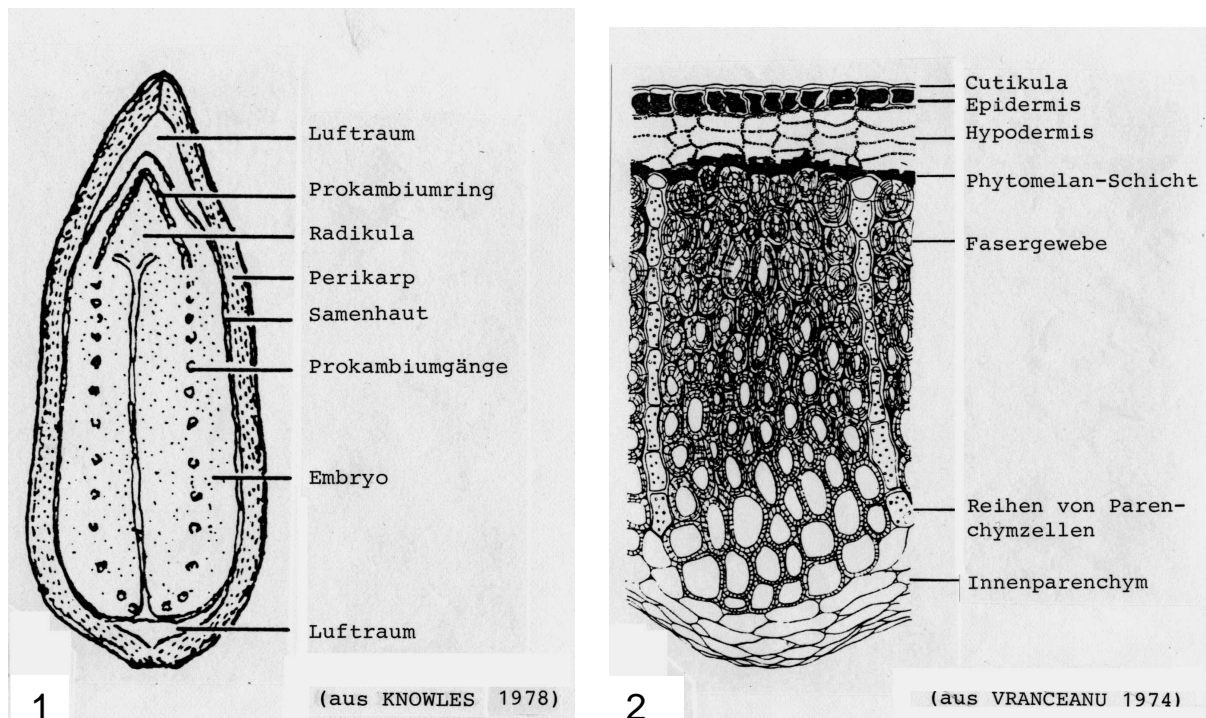 Luftraum
Prokambiumring
Radikula
Perikarp
Samenhaut
Prokambiumgänge
Embryo
Luftraum
(aus KNOWLES 1978)
1
Cutikula
Epidermis
Hypodermis
Phytomelan-Schicht
Fasergewebe
Reihen von Paren-
chymzellen
Innenparenchym
(aus VRANCEANU 1974)
2